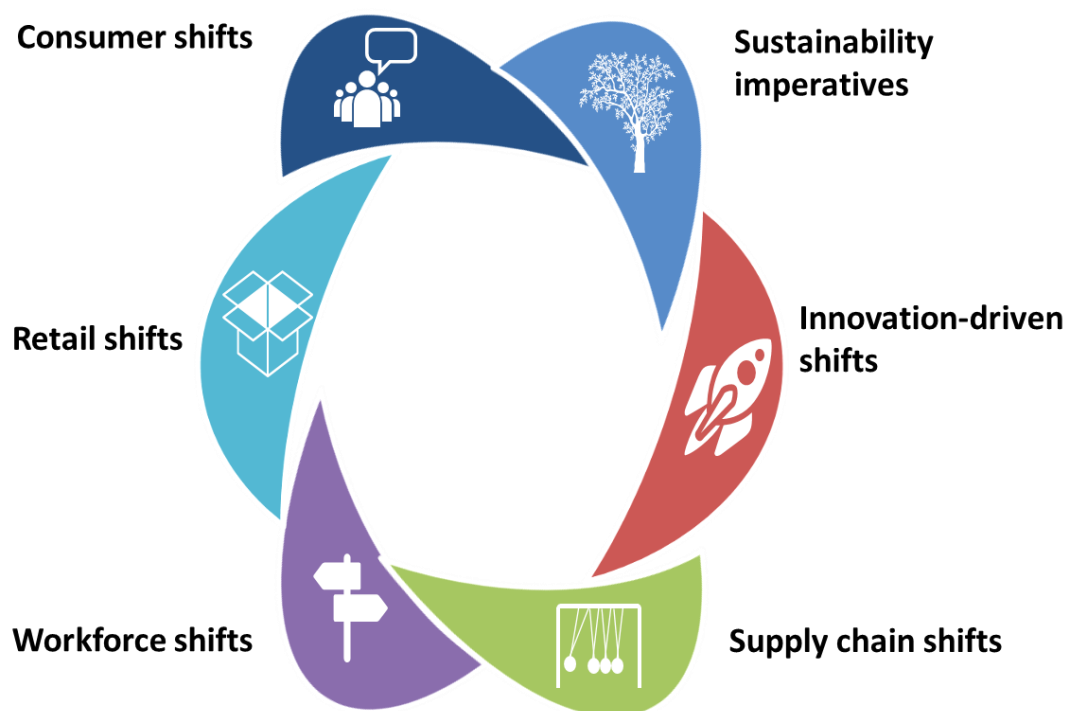 Consumer shifts
Sustainability
imperatives
Retail shifts
Innovation-driven
shifts
Workforce shifts
Supply chain shifts